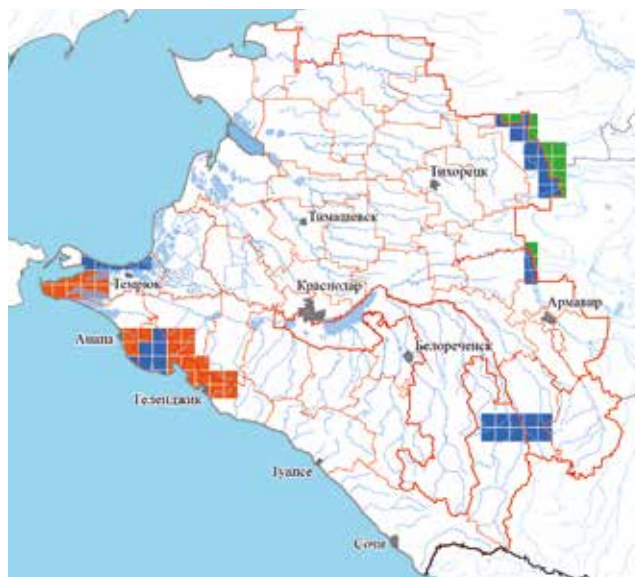 Тихорецк
Тимашевск
Темрюк
Краснодар
Армавир
Анапа
Белореченск
Геленджик
Туапсе
Сочи